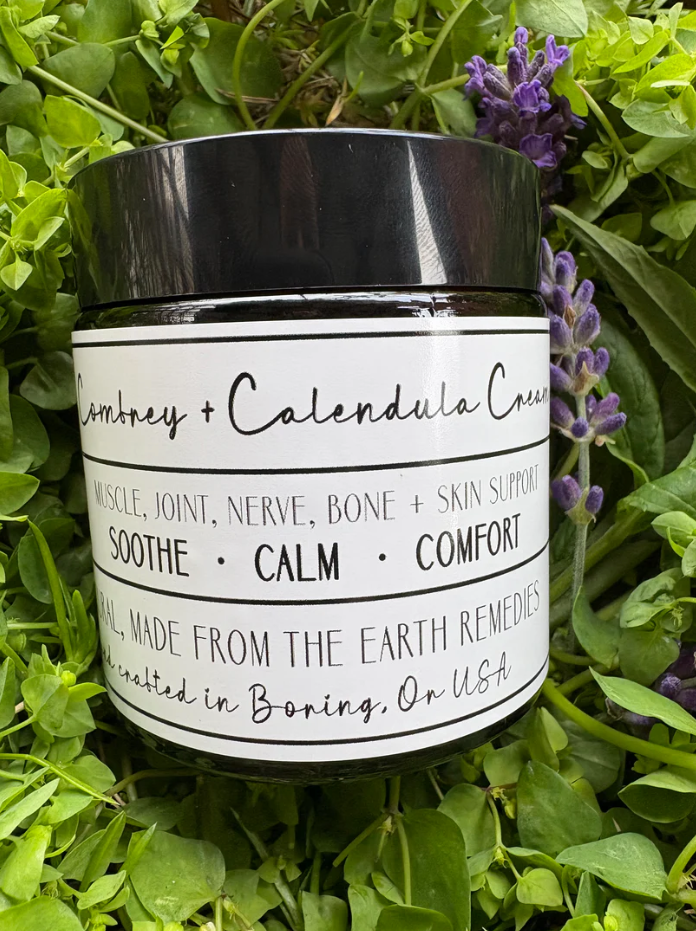 Comfrey + Calendula Cream
MUSCLE, JOINT, NERVE, BONE + SKIN SUPPORT
SOOTHE • CALM • COMFORT
RAL, MADE FROM THE EARTH REMEDIES
crafted in Boring, Or USA